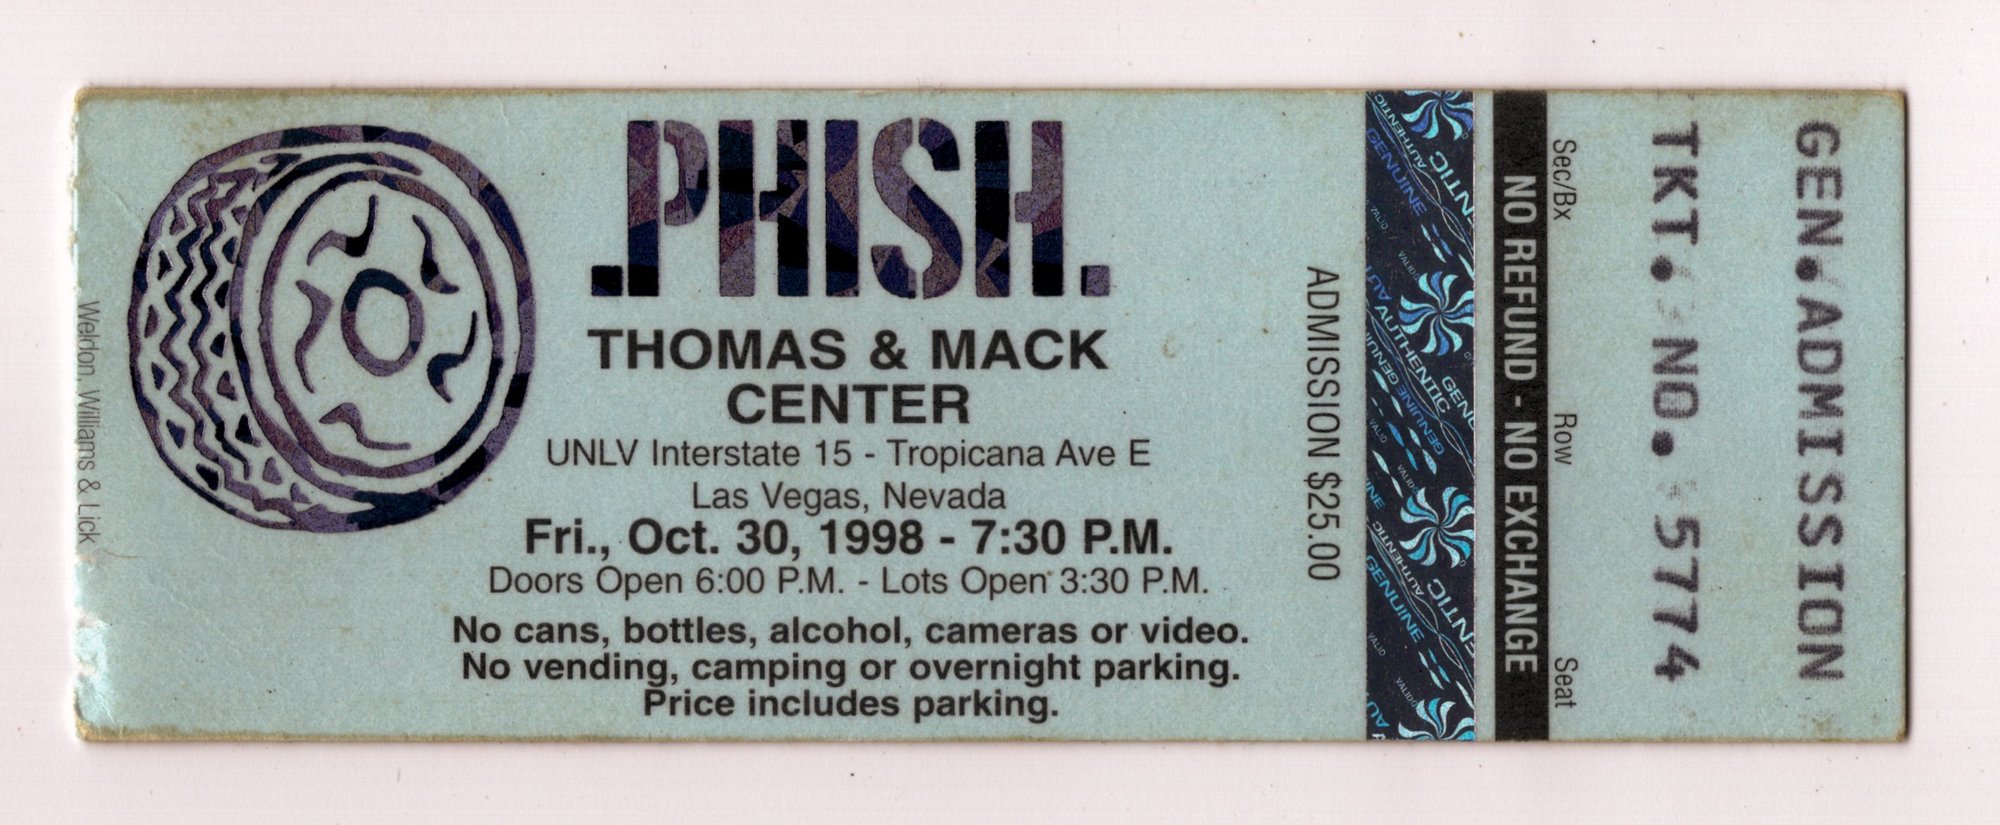 PHISH.
THOMAS & MACK
CENTER
UNLV Interstate 15 - Tropicana Ave E
Las Vegas, Nevada
Fri., Oct. 30, 1998 - 7:30 P.M.
Doors Open 6:00 P.M. - Lots Open 3:30 P.M.
No cans, bottles, alcohol, cameras or video.
No vending, camping or overnight parking.
Price includes parking.
Weldon, Williams & Lick
ADMISSION $25.00
GENUINE
AUTHENTIC
VALID
NO REFUND - NO EXCHANGE
Sec/Bx Row Seat
TKT. NO. 5774
GEN. ADMISSION